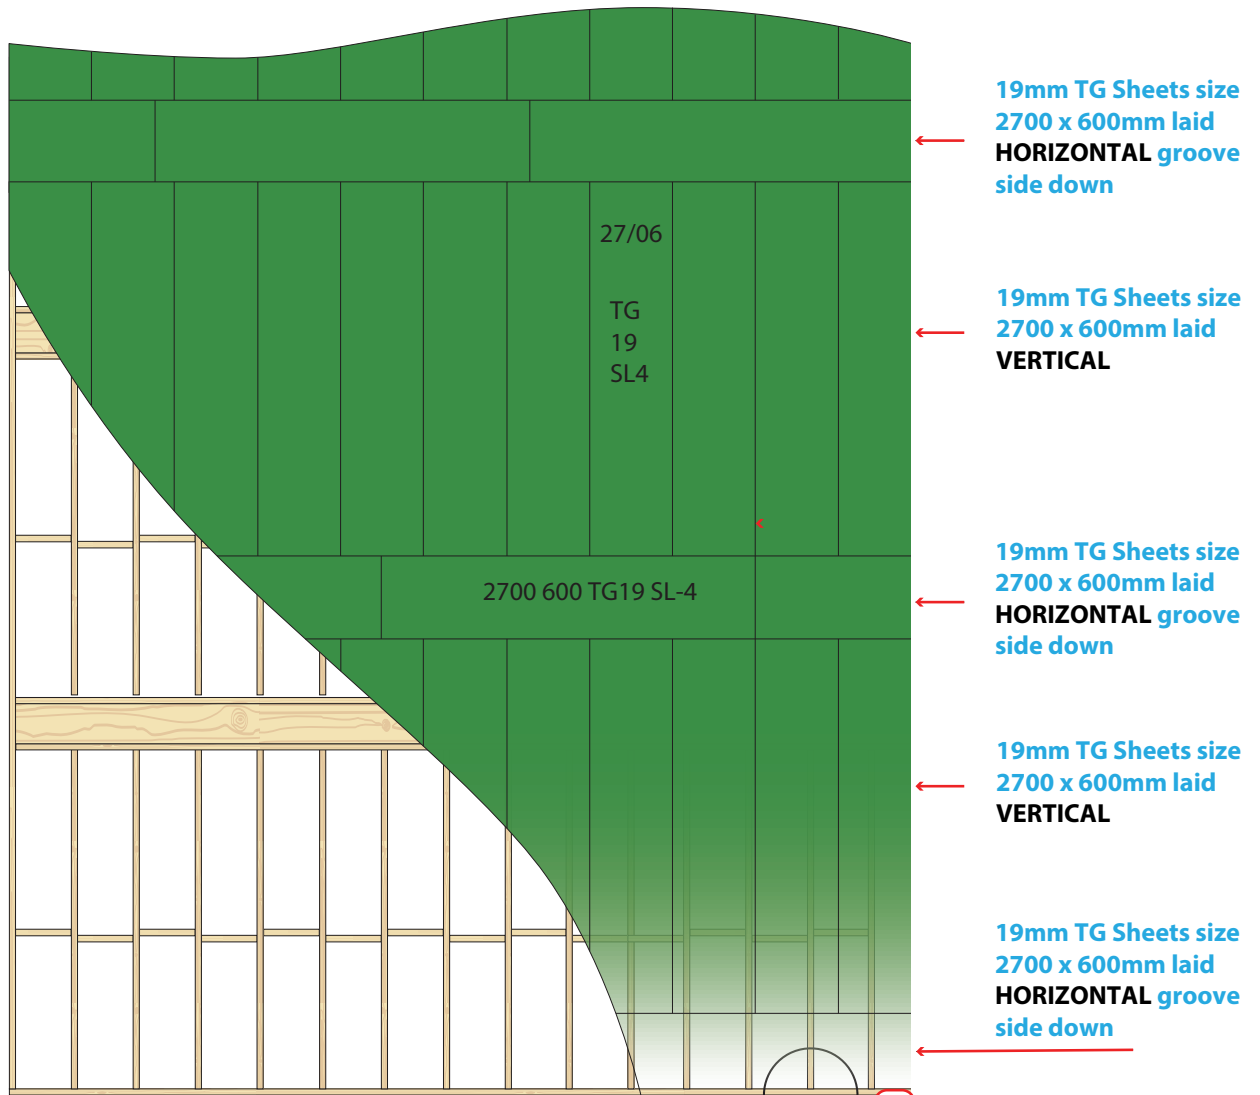 19mm TG Sheets size
2700 x 600mm laid
HORIZONTAL groove
side down
27/06
TG
19
SL4
19mm TG Sheets size
2700 x 600mm laid
VERTICAL
2700 600 TG19 SL-4
19mm TG Sheets size
2700 x 600mm laid
HORIZONTAL groove
side down
19mm TG Sheets size
2700 x 600mm laid
VERTICAL
19mm TG Sheets size
2700 x 600mm laid
HORIZONTAL groove
side down